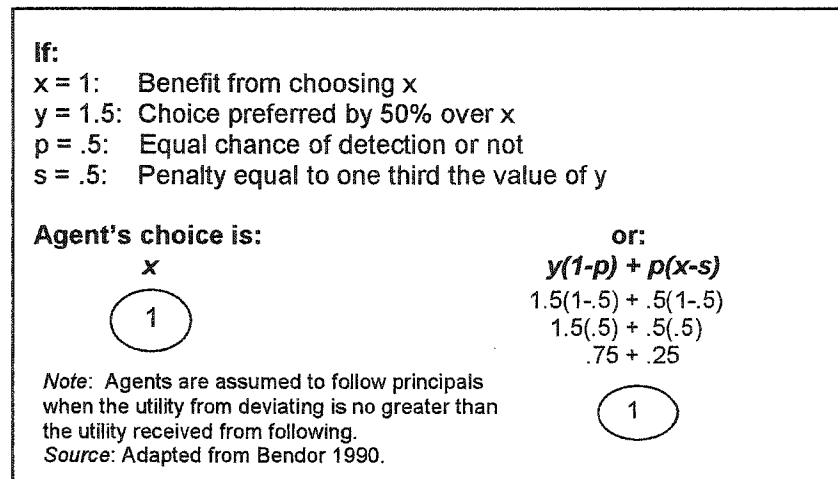 If:
x = 1: Benefit from choosing x
y = 1.5: Choice preferred by 50% over x
p = .5: Equal chance of detection or not
s = .5: Penalty equal to one third the value of y
Agent's choice is:
x
1
or:
y(1-p) + p(x-s)
1.5(1-.5) + .5(1-.5)
1.5(.5) + .5(.5)
.75 + .25
1
Note: Agents are assumed to follow principals
when the utility from deviating is no greater than
the utility received from following.
Source: Adapted from Bendor 1990.